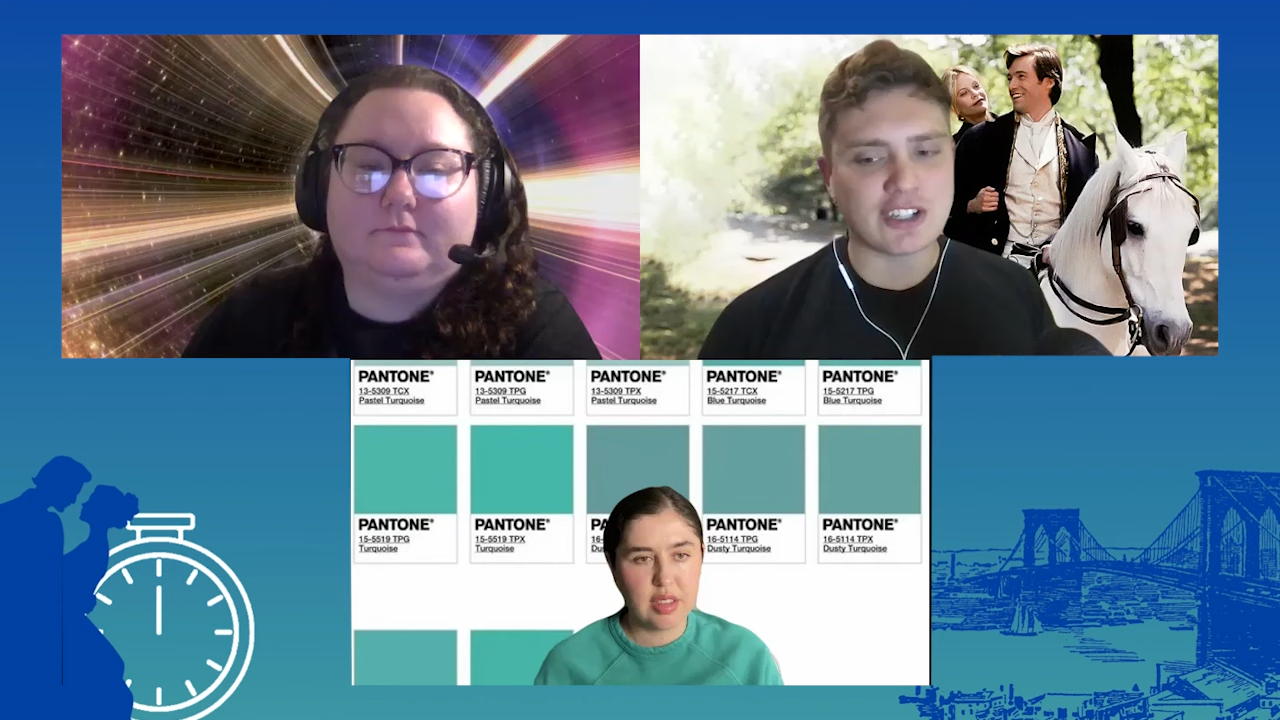 PANTONE®
13-5309 TCX
Pastel Turquoise
PANTONE®
13-5309 TPG
Pastel Turquoise
PANTONE®
13-5309 TPX
Pastel Turquoise
PANTONE®
15-5217 TCX
Blue Turquoise
PANTONE®
15-5217 TPG
Blue Turquoise
PANTONE®
15-5519 TPG
Turquoise
PANTONE®
15-5519 TPX
Turquoise
PANTONE®
16-5114 TPG
Dusty Turquoise
PANTONE®
16-5114 TPX
Dusty Turquoise